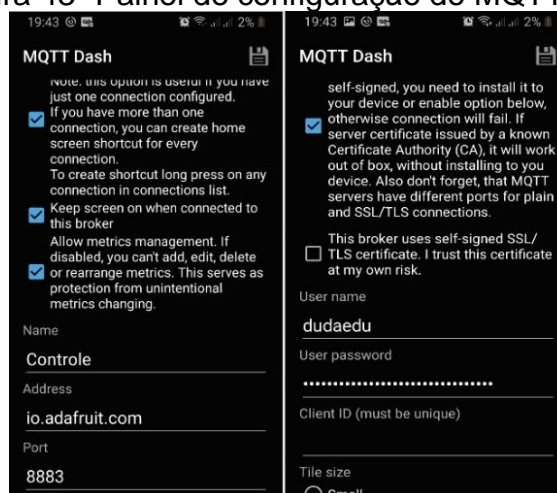 Painel de configuração do MQTT
19:43
2%
MQTT Dash
Note: this option is useful if you have
just one connection configured.
If you have more than one
connection, you can create home
screen shortcut for every
connection.
To create shortcut long press on any
connection in connections list.
Keep screen on when connected to
this broker
Allow metrics management. If
disabled, you can't add, edit, delete
or rearrange metrics. This serves as
protection from unintentional
metrics changing.
Name
Controle
Address
io.adafruit.com
Port
8883
19:43
2%
MQTT Dash
self-signed, you need to install it to
your device or enable option below,
otherwise connection will fail. If
server certificate issued by a known
Certificate Authority (CA), it will work
out of box, without installing to you
device. Also don't forget, that MQTT
servers have different ports for plain
and SSL/TLS connections.
This broker uses self-signed SSL/
TLS certificate. I trust this certificate
at my own risk.
User name
dudaedu
User password
••••••••••••••••••••••••••••••••
Client ID (must be unique)
Tile size
Small